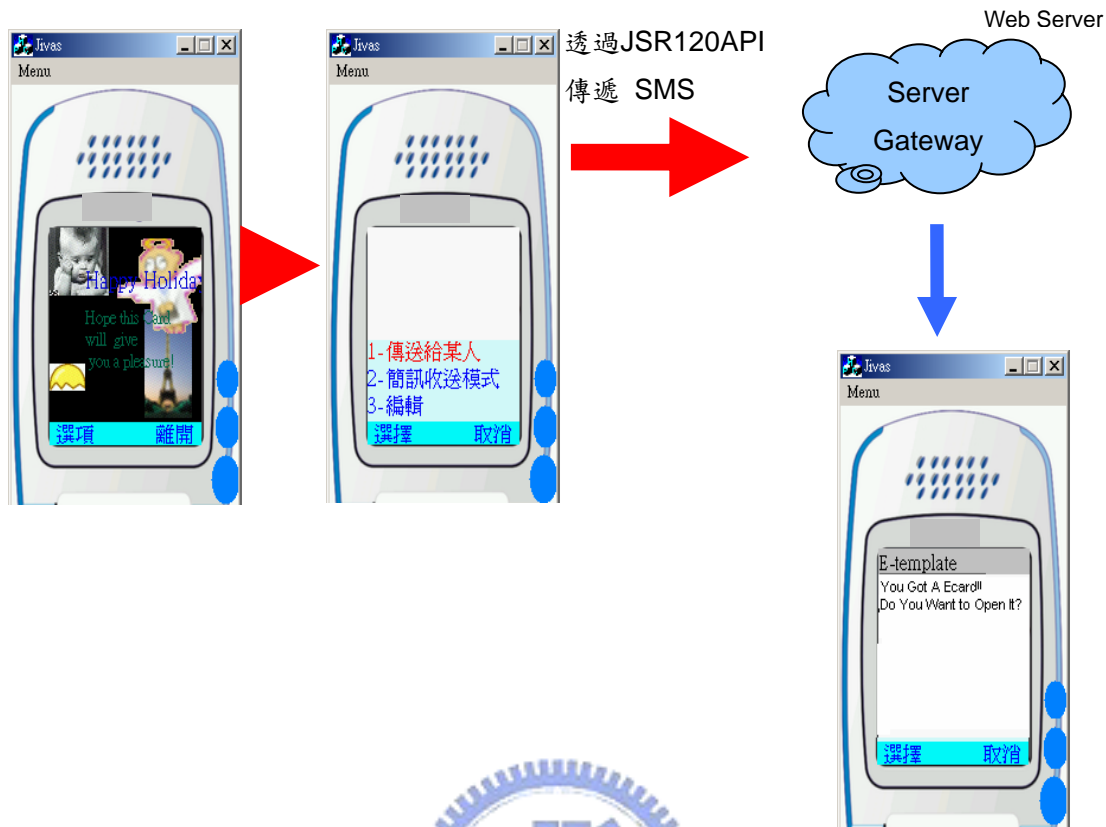 Web Server
Jivas
Menu
Happy Holiday
Hope this Card
will give
you a pleasure!
選項 離開
Jivas
Menu
1-傳送給某人
2-簡訊收送模式
3-編輯
選擇 取消
透過JSR120API
傳遞 SMS
Server
Gateway
Jivas
Menu
E-template
You Got A Ecard!!!
Do You Want to Open It?
選擇 取消